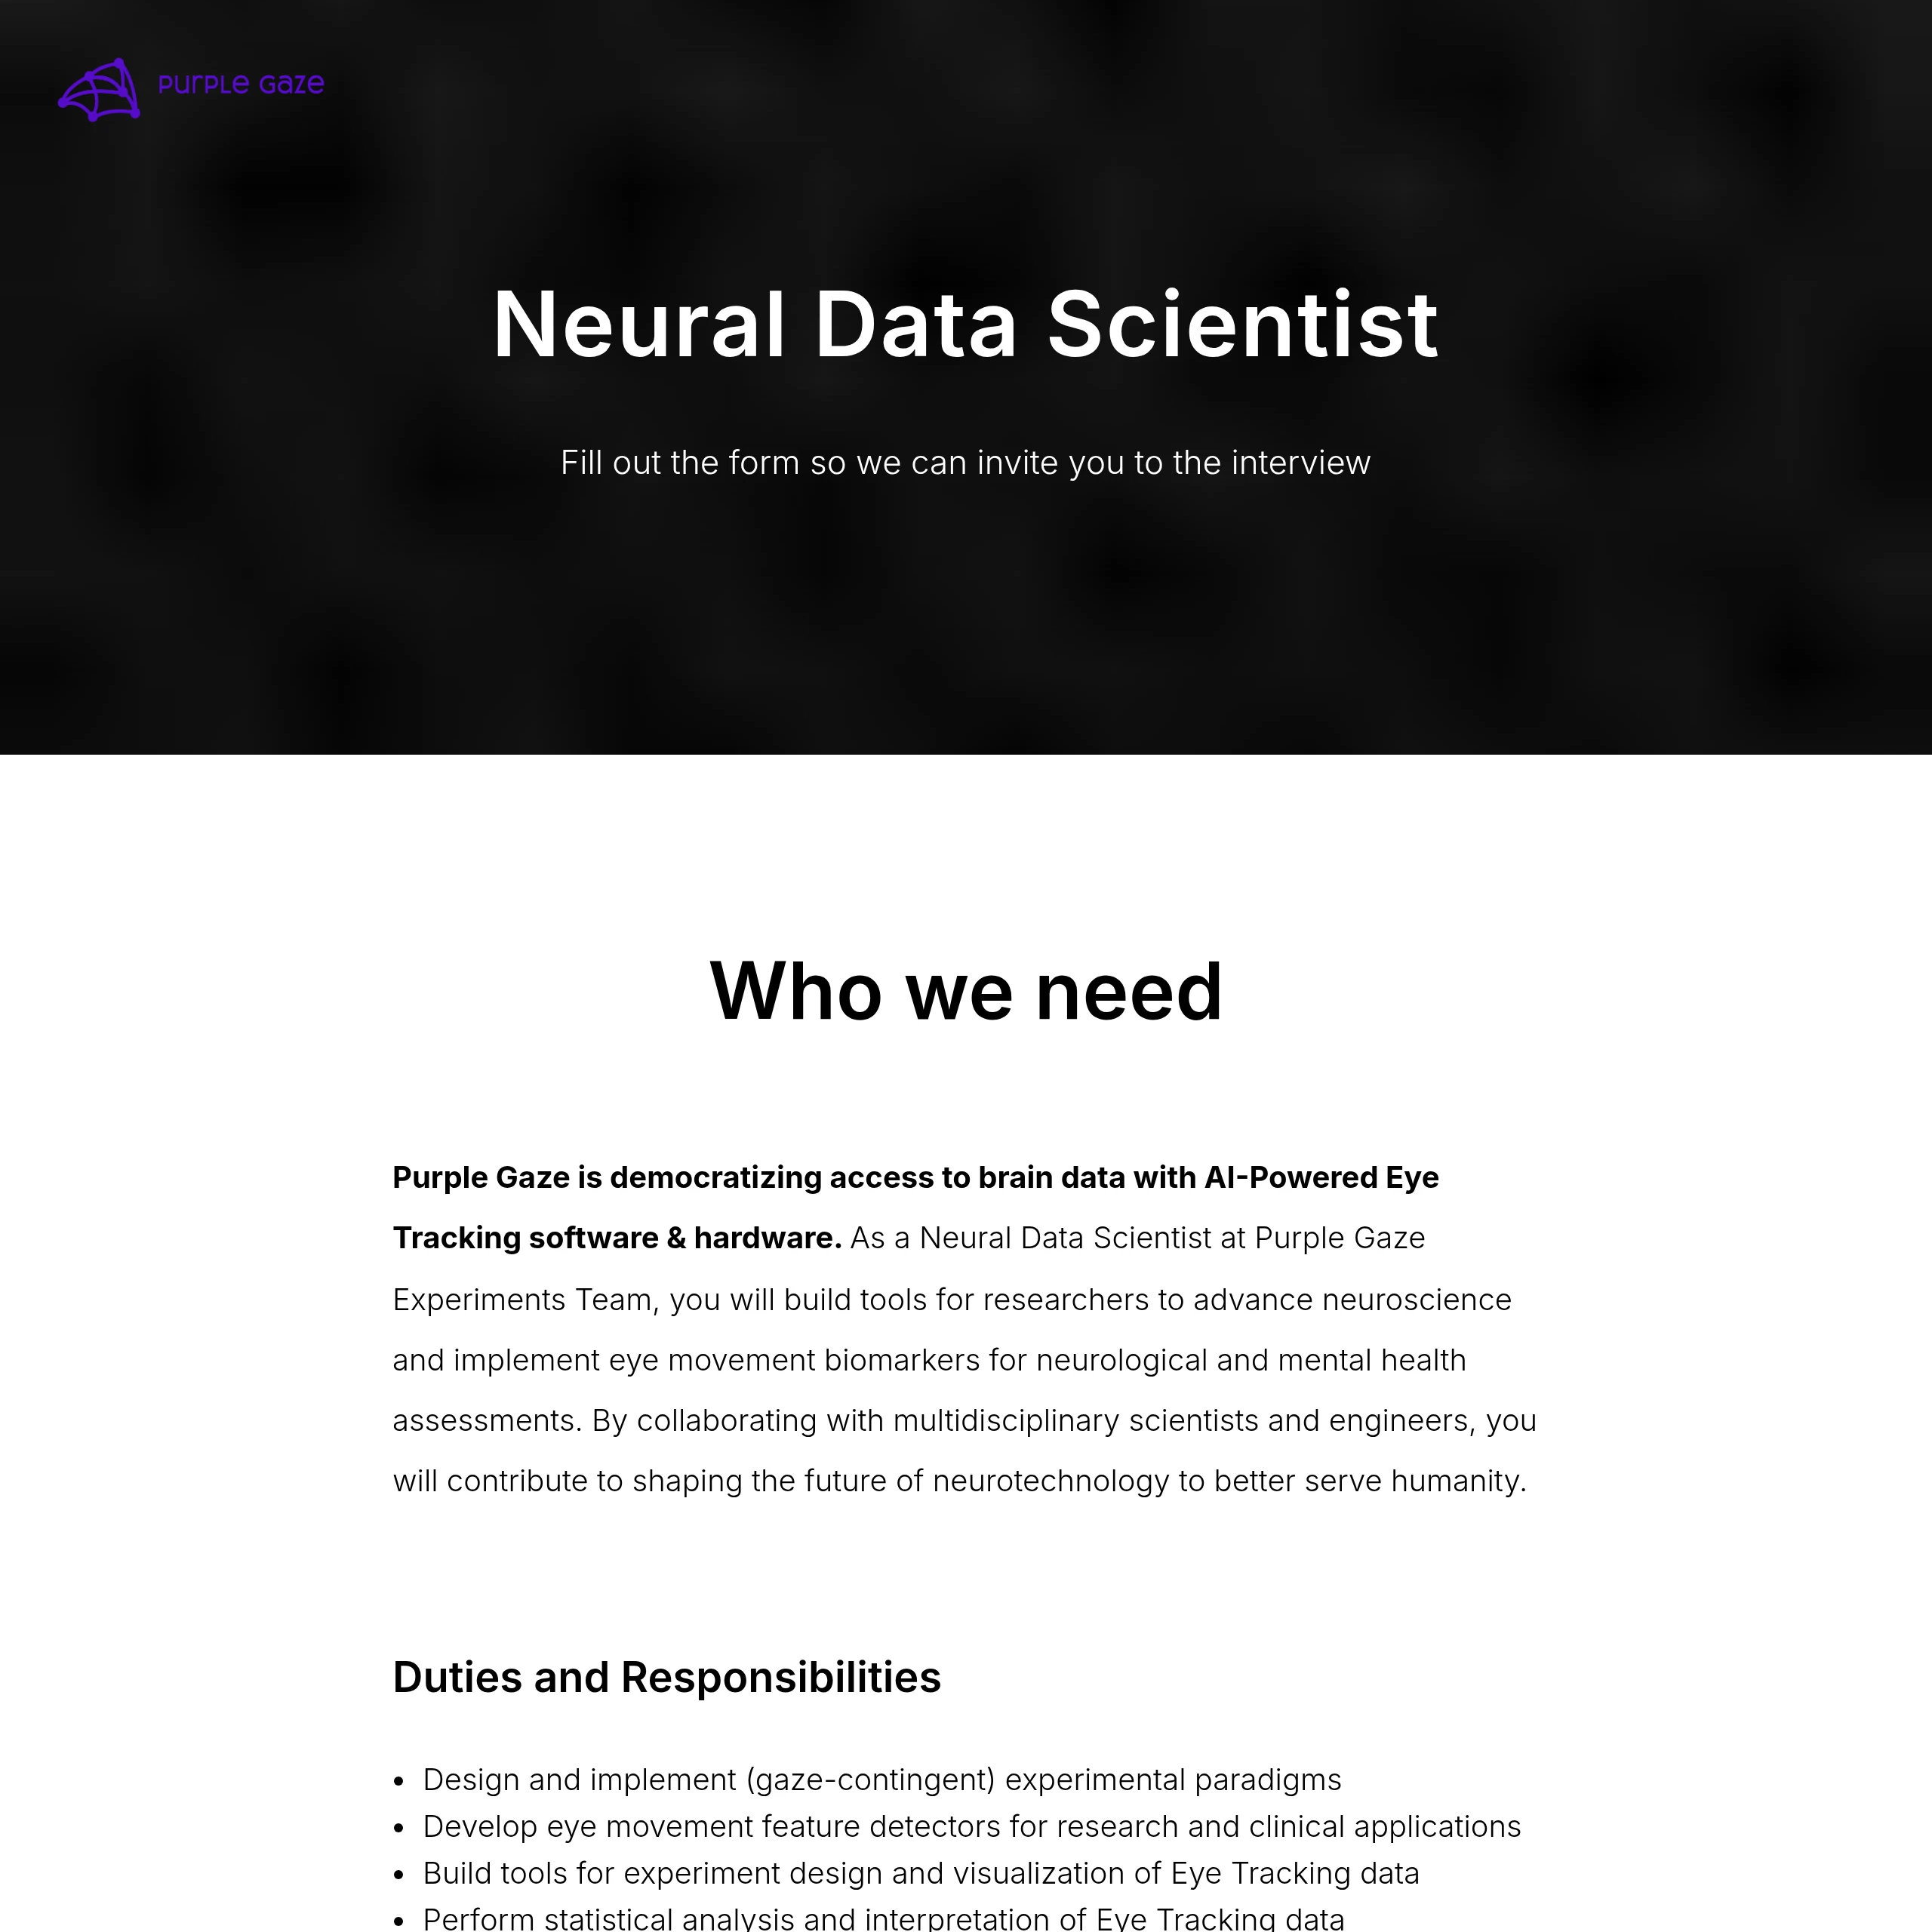 purple Gaze
Neural Data Scientist
Fill out the form so we can invite you to the interview
Who we need
Purple Gaze is democratizing access to brain data with AI-Powered Eye
Tracking software & hardware. As a Neural Data Scientist at Purple Gaze
Experiments Team, you will build tools for researchers to advance neuroscience
and implement eye movement biomarkers for neurological and mental health
assessments. By collaborating with multidisciplinary scientists and engineers, you
will contribute to shaping the future of neurotechnology to better serve humanity.
Duties and Responsibilities
• Design and implement (gaze-contingent) experimental paradigms
• Develop eye movement feature detectors for research and clinical applications
• Build tools for experiment design and visualization of Eye Tracking data
• Perform statistical analysis and interpretation of Eye Tracking data